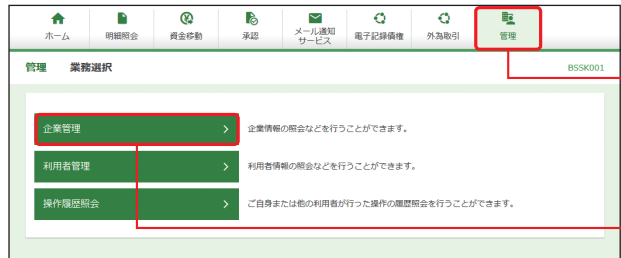 ホーム
明細照会
資金移動
承認
メール通知
サービス
電子記録債権
外為取引
管理
管理 業務選択
BSSK001
企業管理
企業情報の照会などを行うことができます。
利用者管理
利用者情報の照会などを行うことができます。
操作履歴照会
ご自身または他の利用者が行った操作の履歴照会を行うことができます。